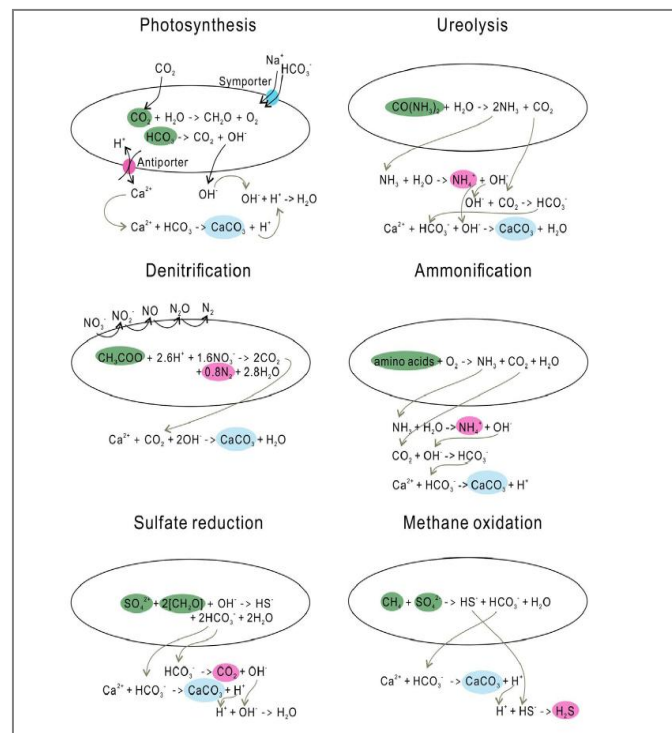 Photosynthesis
CO₂
Na⁺
HCO₃⁻
Symporter
CO₂ + H₂O -> CH₂O + O₂
HCO₃⁻ -> CO₂ + OH⁻
H⁺
Antiporter
Ca²⁺
OH⁻
OH⁻ + H⁺ -> H₂O
Ca²⁺ + HCO₃⁻ -> CaCO₃ + H⁺
Ureolysis
CO(NH₃)₂ + H₂O -> 2NH₃ + CO₂
NH₃ + H₂O -> NH₄⁺ + OH⁻
OH⁻ + CO₂ -> HCO₃⁻
Ca²⁺ + HCO₃⁻ + OH⁻ -> CaCO₃ + H₂O
Denitrification
NO₃⁻ NO₂⁻ NO N₂O N₂
CH₃COO⁻ + 2.6H⁺ + 1.6NO₃⁻ -> 2CO₂
+ 0.8N₂ + 2.8H₂O
Ca²⁺ + CO₂ + 2OH⁻ -> CaCO₃ + H₂O
Ammonification
amino acids + O₂ -> NH₃ + CO₂ + H₂O
NH₃ + H₂O -> NH₄⁺ + OH⁻
CO₂ + OH⁻ -> HCO₃⁻
Ca²⁺ + HCO₃⁻ -> CaCO₃ + H⁺
Sulfate reduction
SO₄²⁺ + 2[CH₂O] + OH⁻ -> HS⁻
+ 2HCO₃⁻ + 2H₂O
HCO₃⁻ -> CO₂ + OH⁻
Ca²⁺ + HCO₃⁻ -> CaCO₃ + H⁺
H⁺ + OH⁻ -> H₂O
Methane oxidation
CH₄ + SO₄²⁻ -> HS⁻ + HCO₃⁻ + H₂O
Ca²⁺ + HCO₃⁻ -> CaCO₃ + H⁺
H⁺ + HS⁻ -> H₂S